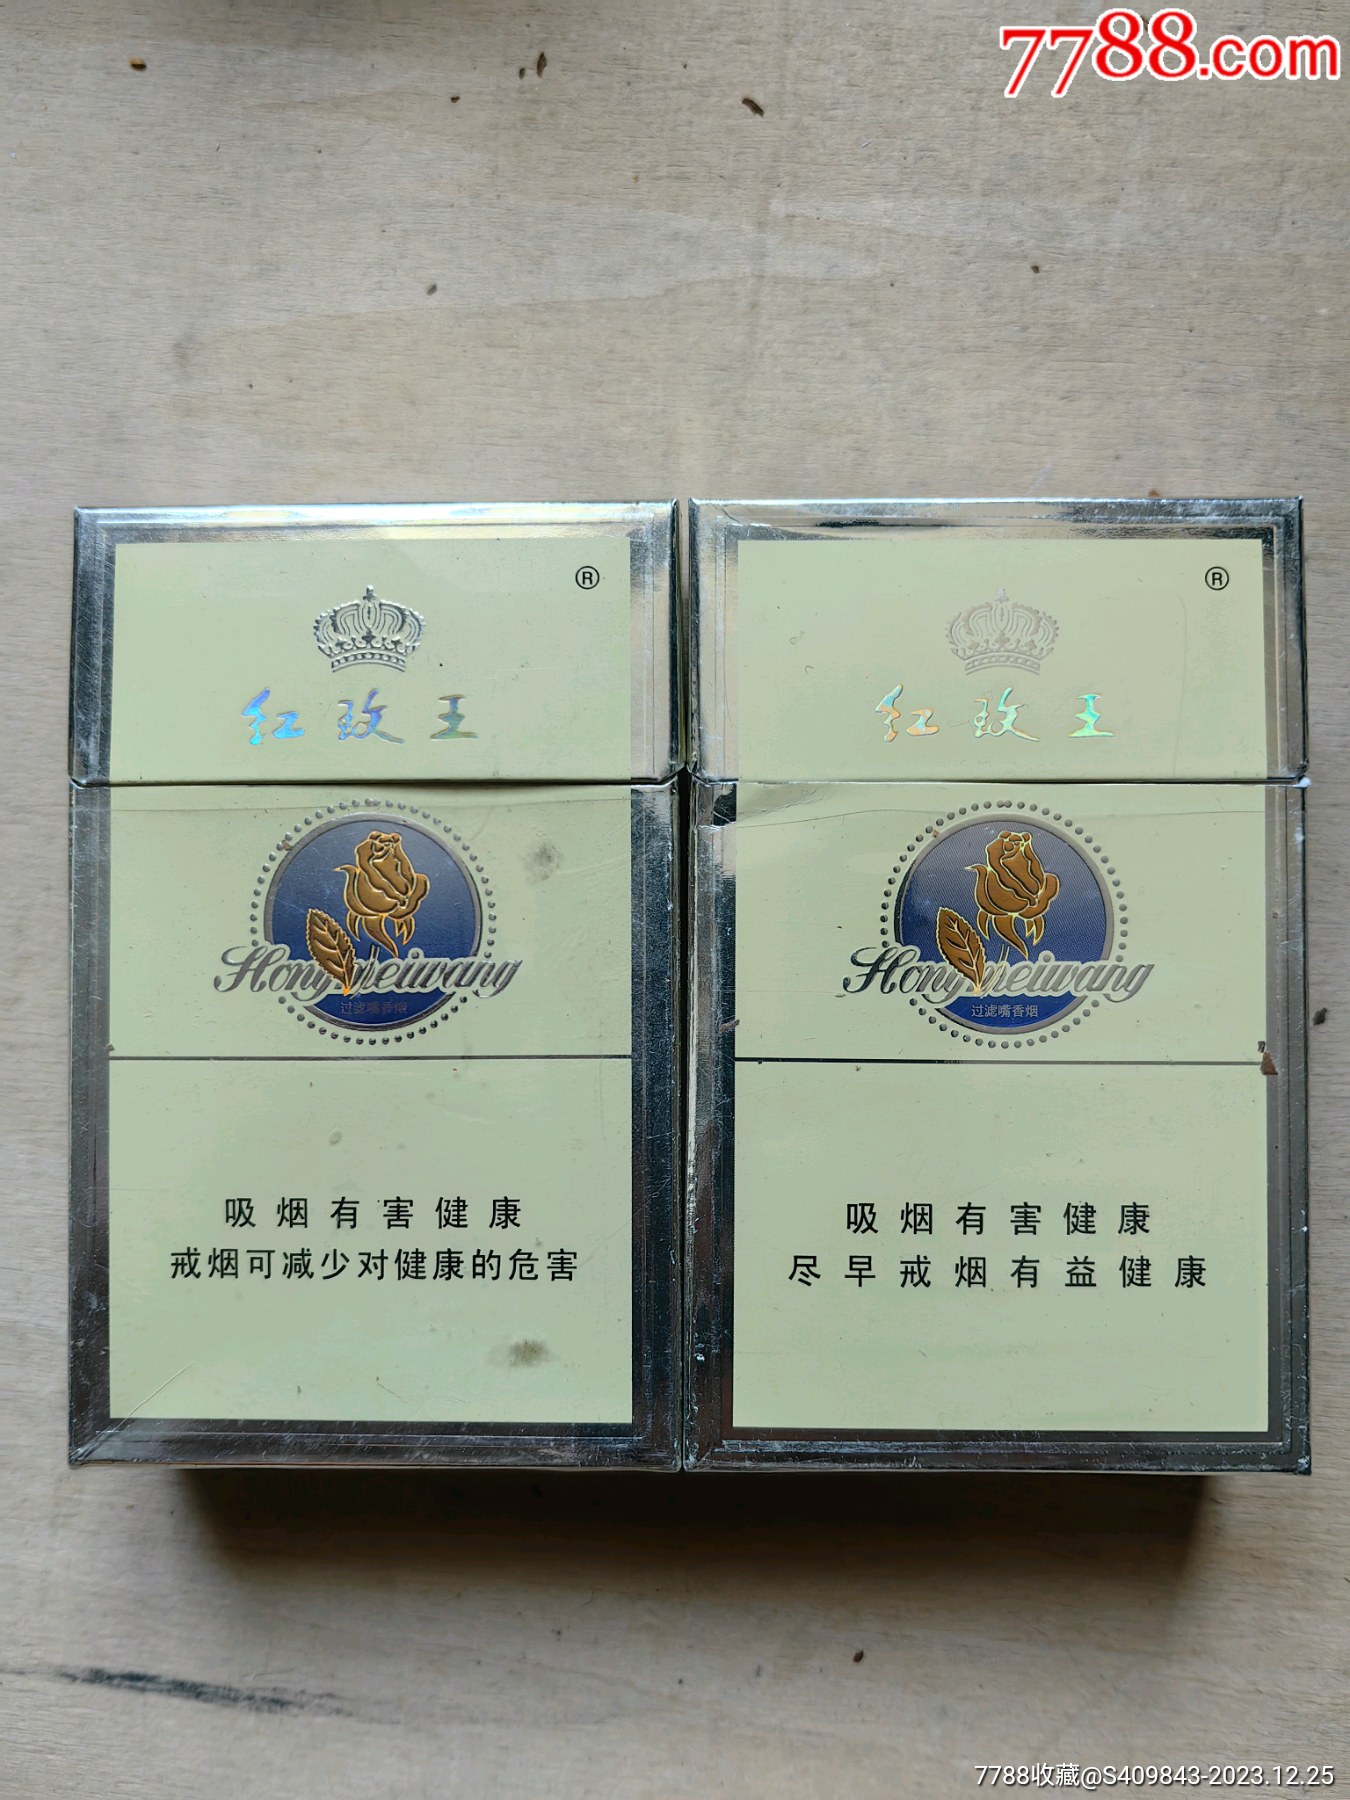 7788.com
®
红玫王
Hongmeiwang
过滤嘴香烟
吸烟有害健康
戒烟可减少对健康的危害
®
红玫王
Hongmeiwang
过滤嘴香烟
吸烟有害健康
尽早戒烟有益健康
7788收藏@S409843-2023.12.25